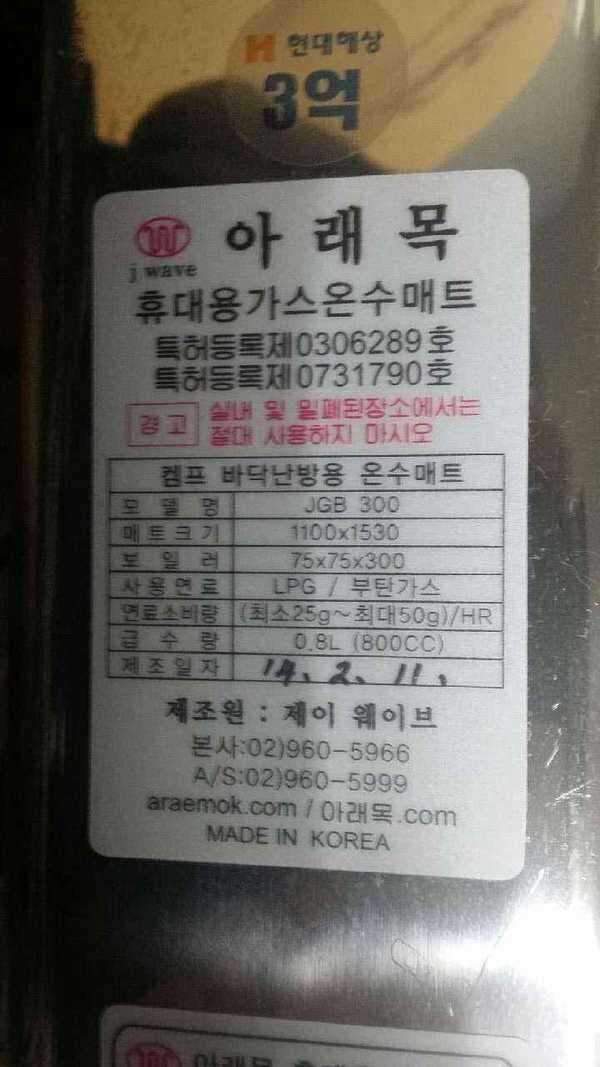 현대해상
3억
아래목
j wave
휴대용가스온수매트
특허등록제0306289호
특허등록제0731790호
경고 실내 및 밀폐된장소에서는
절대 사용하지 마시오
켐프 바닥난방용 온수매트
모델명 JGB 300
매트크기 1100x1530
보일러 75x75x300
사용연료 LPG / 부탄가스
연료소비량 (최소25g~최대50g)/HR
급수량 0.8L (800CC)
제조일자 14. 2. 11.
제조원 : 제이 웨이브
본사:02)960-5966
A/S:02)960-5999
araemok.com / 아래목.com
MADE IN KOREA
아래목